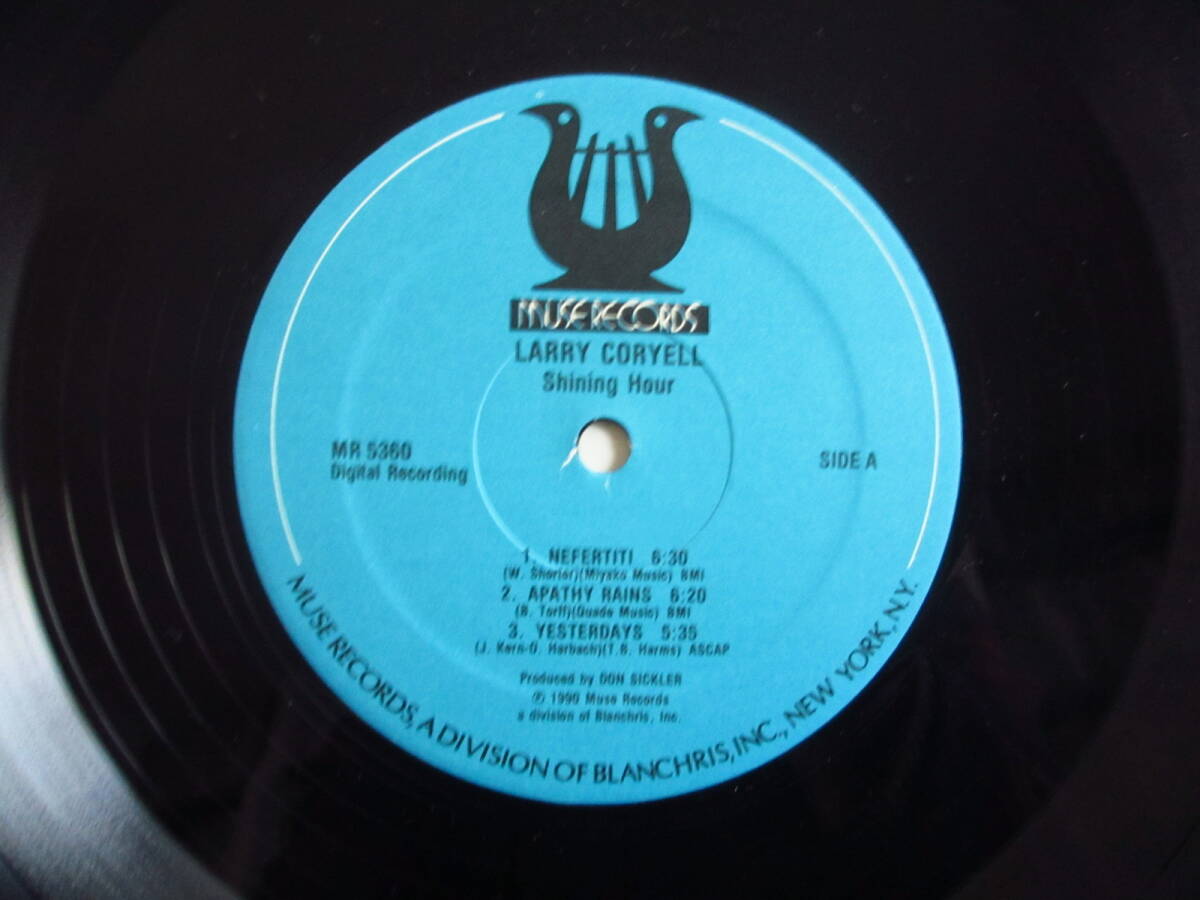 MUSE RECORDS
LARRY CORYELL
Shining Hour
MR 5360
Digital Recording
SIDE A
1. NEFERTITI 6:30
(W. Shorter)(Miyako Music) BMI
2. APATHY RAINS 6:20
(B. Torff)(Quade Music) BMI
3. YESTERDAYS 5:35
(J. Kern-O. Harbach)(T.B. Harms) ASCAP
Produced by DON SICKLER
℗ 1990 Muse Records
a division of Blanchris, Inc.
MUSE RECORDS, A DIVISION OF BLANCHRIS, INC., NEW YORK, N.Y.